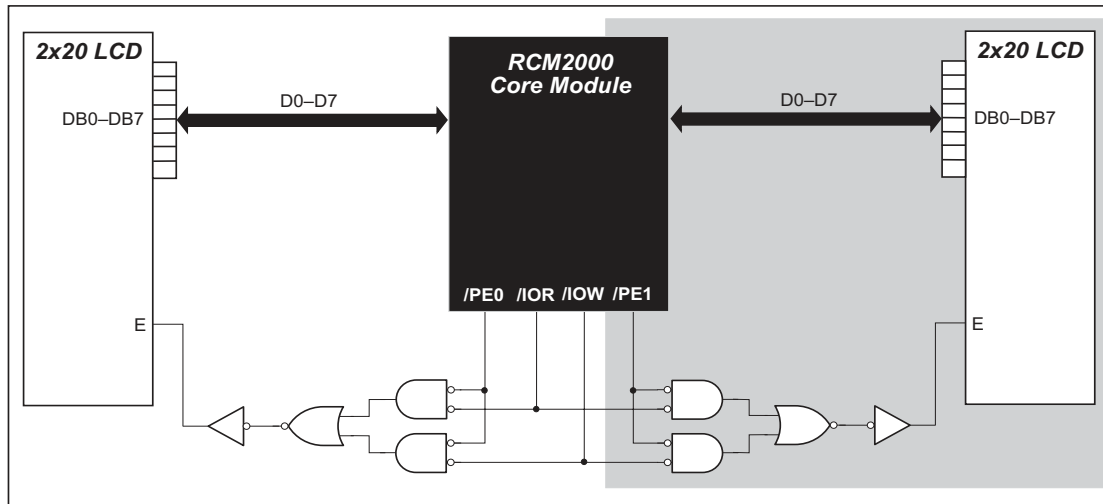 2x20 LCD
DB0–DB7
E
D0–D7
RCM2000
Core Module
/PE0 /IOR /IOW /PE1
D0–D7
2x20 LCD
DB0–DB7
E